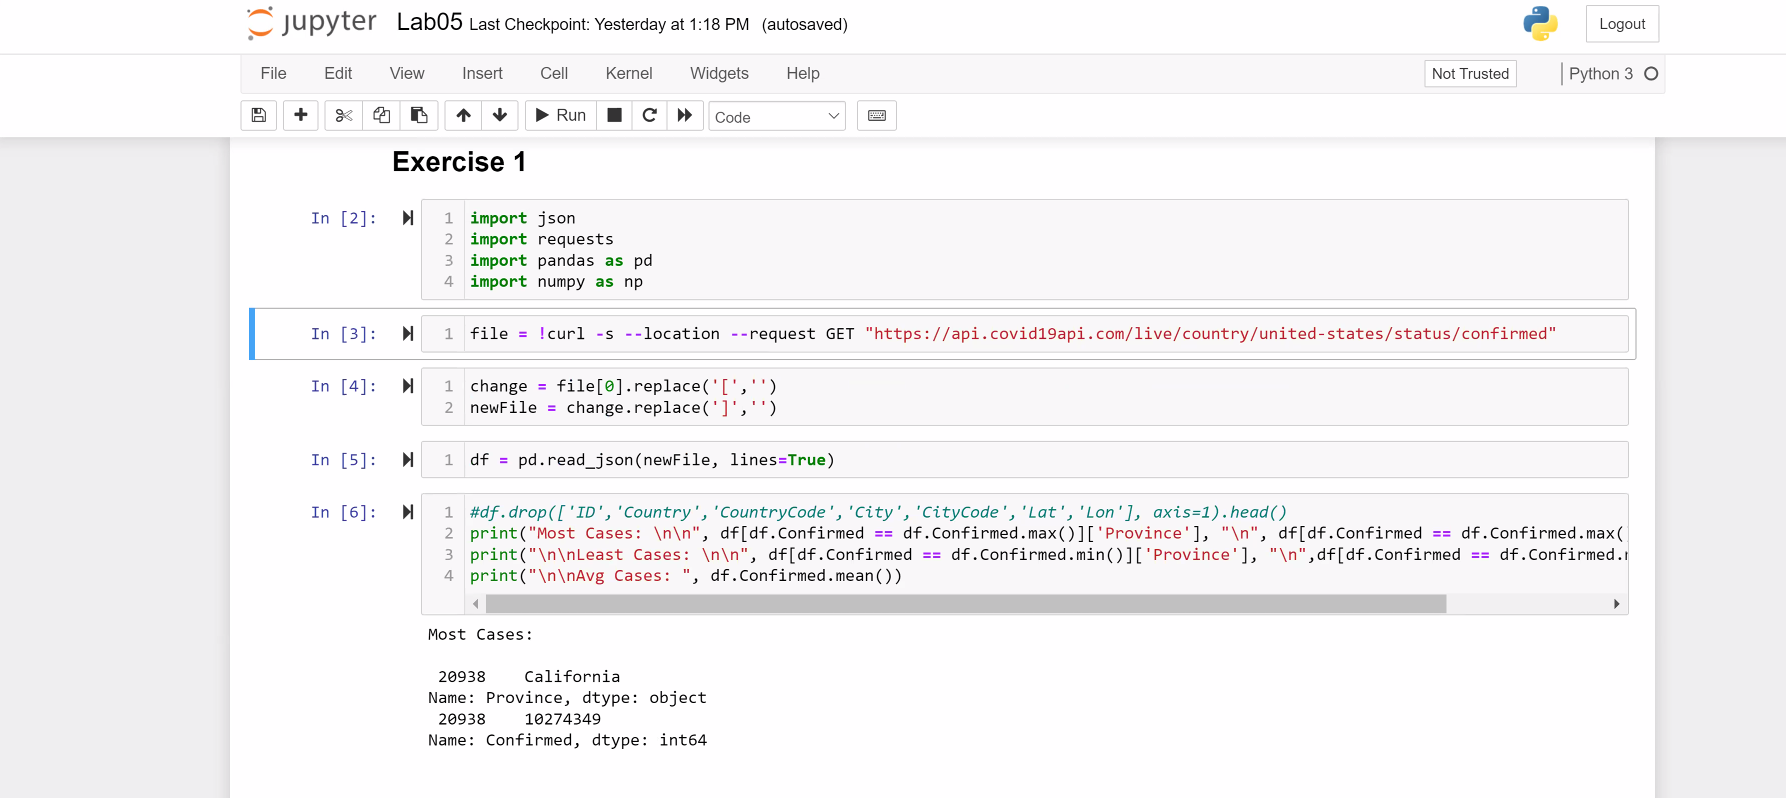 jupyter Lab05 Last Checkpoint: Yesterday at 1:18 PM (autosaved) Logout
File Edit View Insert Cell Kernel Widgets Help Not Trusted Python 3
Run Code
Exercise 1
In [2]:
1 import json
2 import requests
3 import pandas as pd
4 import numpy as np
In [3]:
1 file = !curl -s --location --request GET "https://api.covid19api.com/live/country/united-states/status/confirmed"
In [4]:
1 change = file[0].replace('[','')
2 newFile = change.replace(']','')
In [5]:
1 df = pd.read_json(newFile, lines=True)
In [6]:
1 #df.drop(['ID','Country','CountryCode','City','CityCode','Lat','Lon'], axis=1).head()
2 print("Most Cases: \n\n", df[df.Confirmed == df.Confirmed.max()]['Province'], "\n", df[df.Confirmed == df.Confirmed.max(
3 print("\n\nLeast Cases: \n\n", df[df.Confirmed == df.Confirmed.min()]['Province'], "\n",df[df.Confirmed == df.Confirmed.
4 print("\n\nAvg Cases: ", df.Confirmed.mean())
Most Cases:
20938 California
Name: Province, dtype: object
20938 10274349
Name: Confirmed, dtype: int64